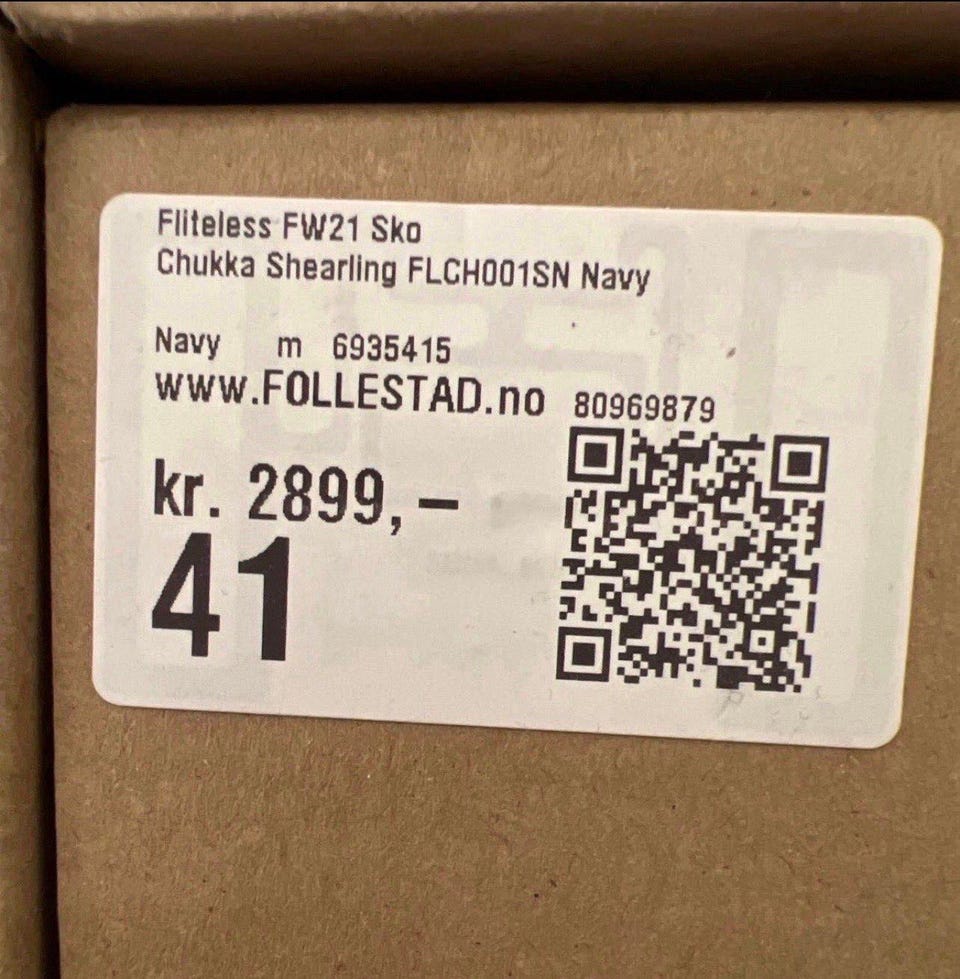 Fliteless FW21 Sko
Chukka Shearling FLCH001SN Navy
Navy m 6935415
www.FOLLESTAD.no 80969879
kr. 2899,–
41